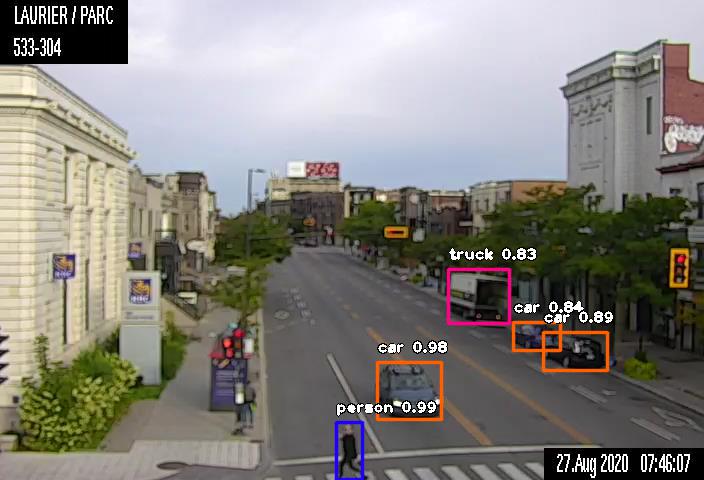 LAURIER / PARC
533-304
truck 0.83
car 0.84
car 0.89
car 0.98
person 0.99
27.Aug 2020 07:46:07